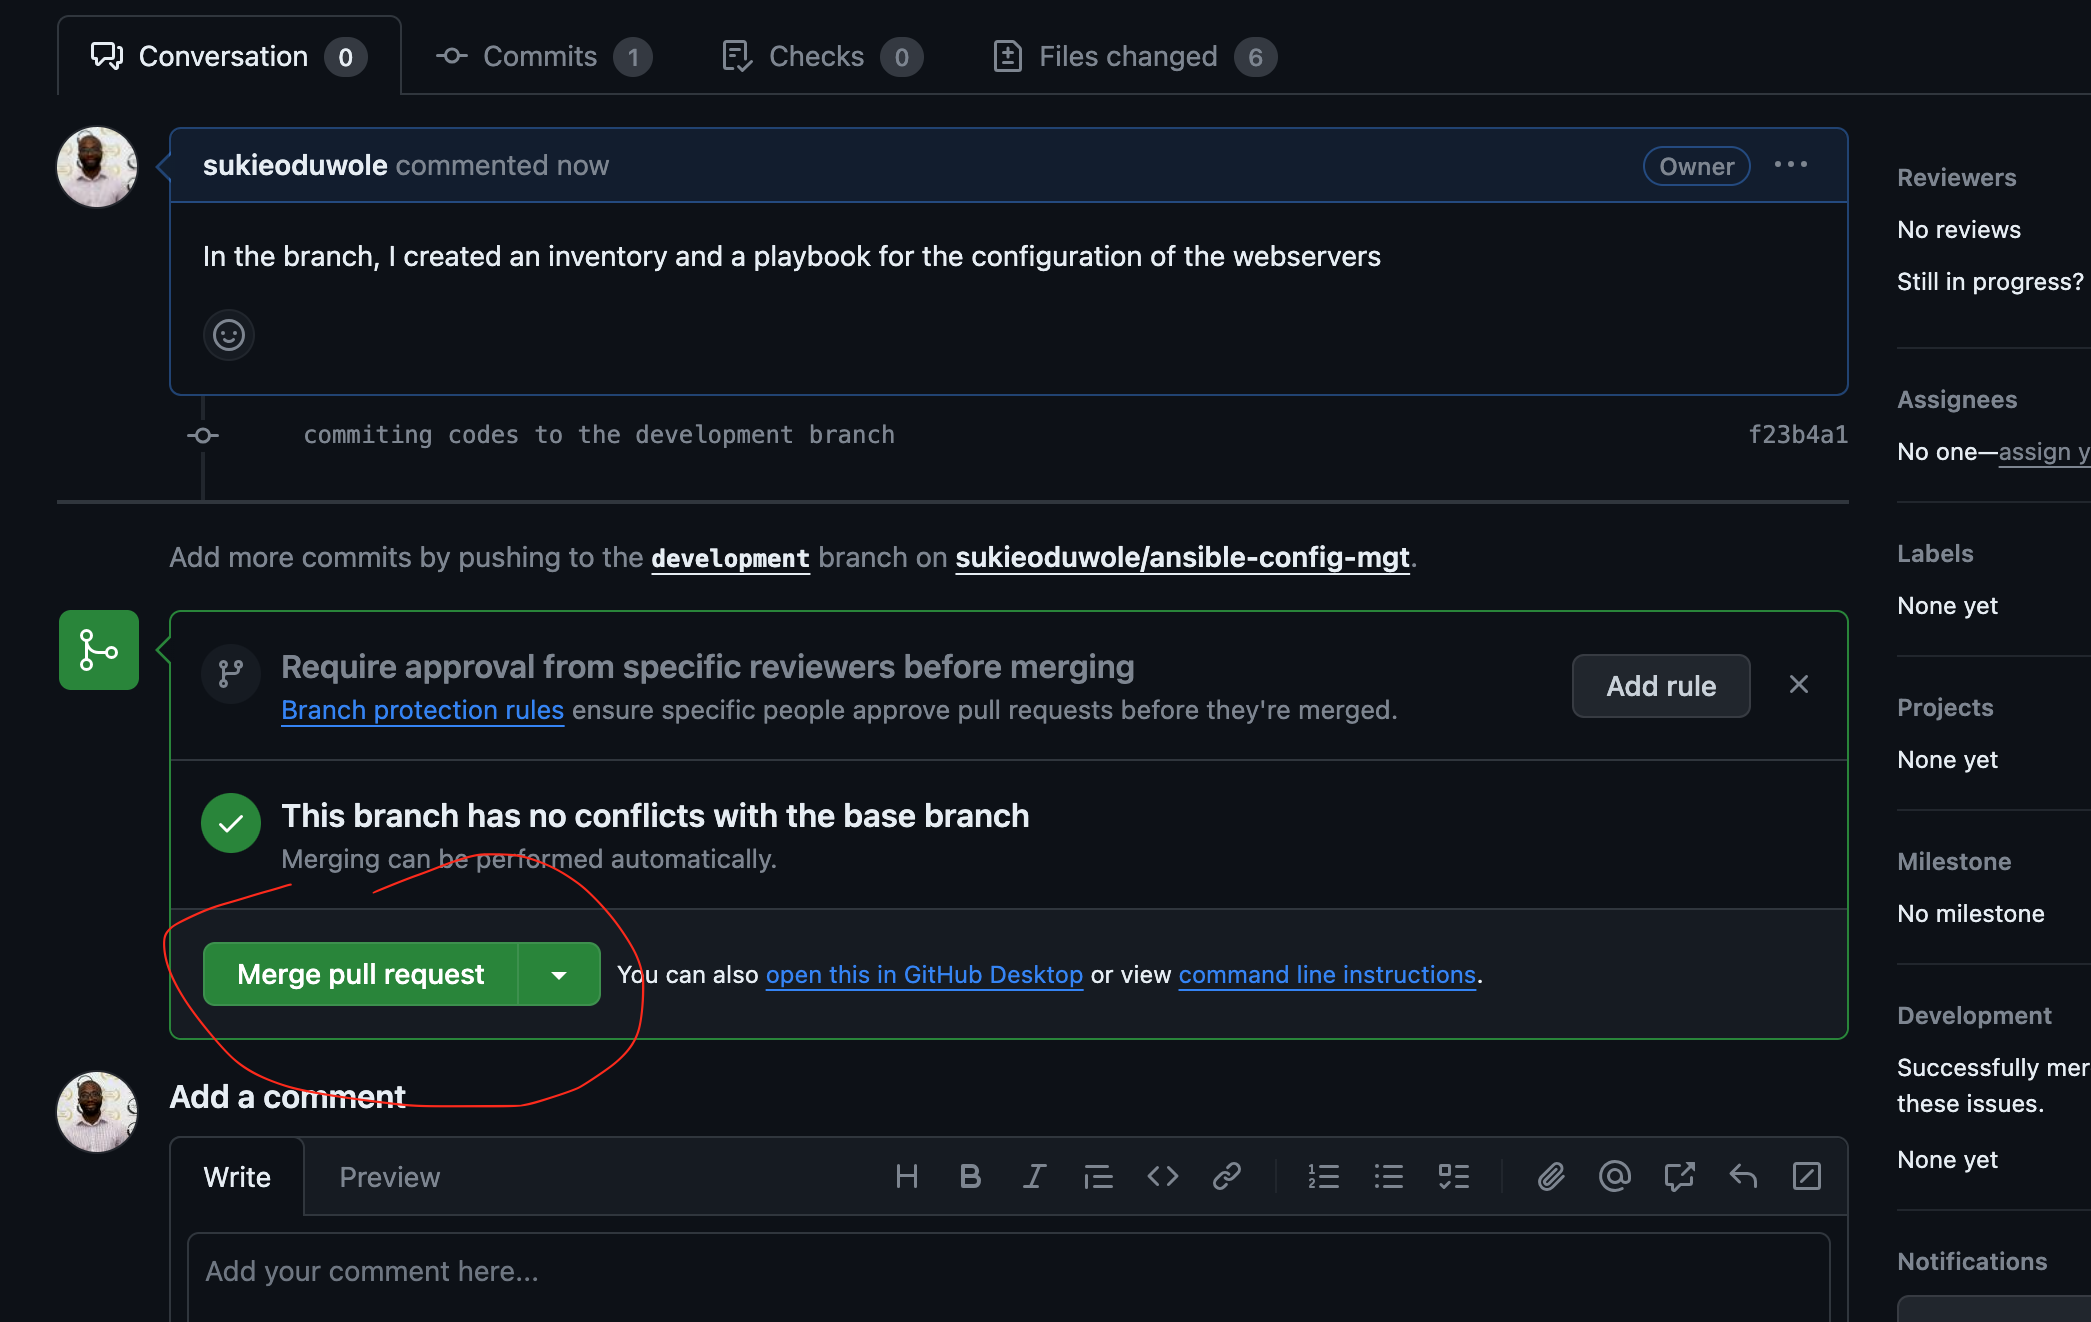 Conversation 0 Commits 1 Checks 0 Files changed 6
sukieoduwole commented now Owner
In the branch, I created an inventory and a playbook for the configuration of the webservers
commiting codes to the development branch f23b4a1
Add more commits by pushing to the development branch on sukieoduwole/ansible-config-mgt.
Require approval from specific reviewers before merging
Branch protection rules ensure specific people approve pull requests before they're merged.
Add rule
This branch has no conflicts with the base branch
Merging can be performed automatically.
Merge pull request You can also open this in GitHub Desktop or view command line instructions.
Add a comment
Write Preview
Add your comment here...
Reviewers
No reviews
Still in progress?
Assignees
No one—assign y
Labels
None yet
Projects
None yet
Milestone
No milestone
Development
Successfully mer
these issues.
None yet
Notifications